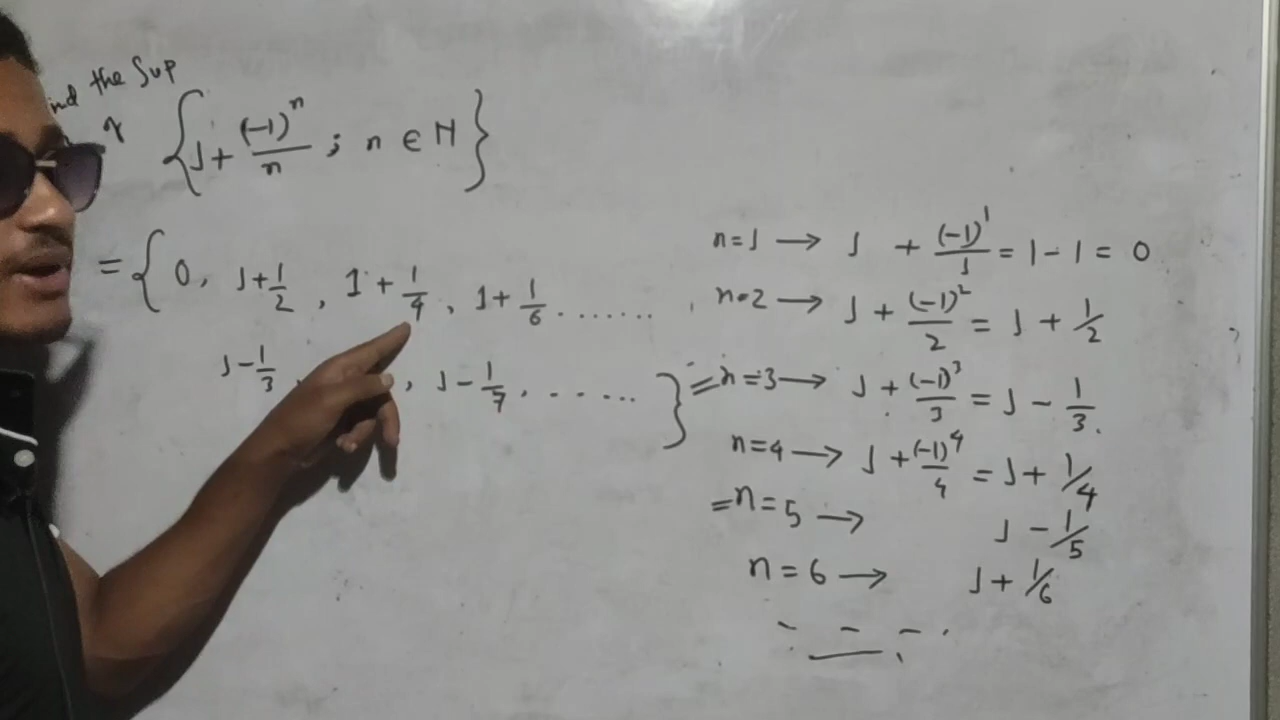 ind the Sup
{1 + (-1)^n/n ; n ∈ N}
= { 0, 1+1/2, 1+1/4, 1+1/6 .......
1-1/3, , 1-1/7, ..... }
n=1 → 1 + (-1)^1/1 = 1-1 = 0
n=2 → 1 + (-1)^2/2 = 1 + 1/2
n=3 → 1 + (-1)^3/3 = 1 - 1/3.
n=4 → 1 + (-1)^4/4 = 1 + 1/4
=n=5 → 1 - 1/5
n=6 → 1 + 1/6